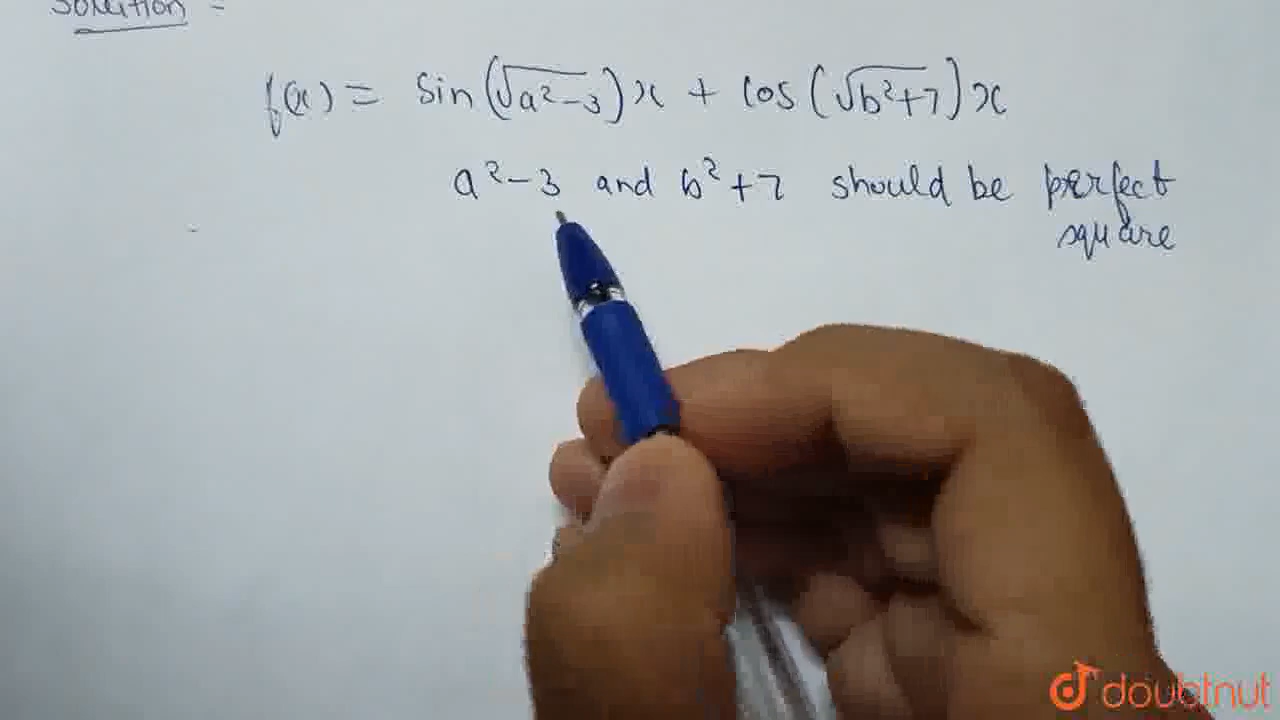 Solution -
f(x) = sin(√a²-3)x + cos(√b²+7)x
a²-3 and b²+7 should be perfect
square
doubtnut